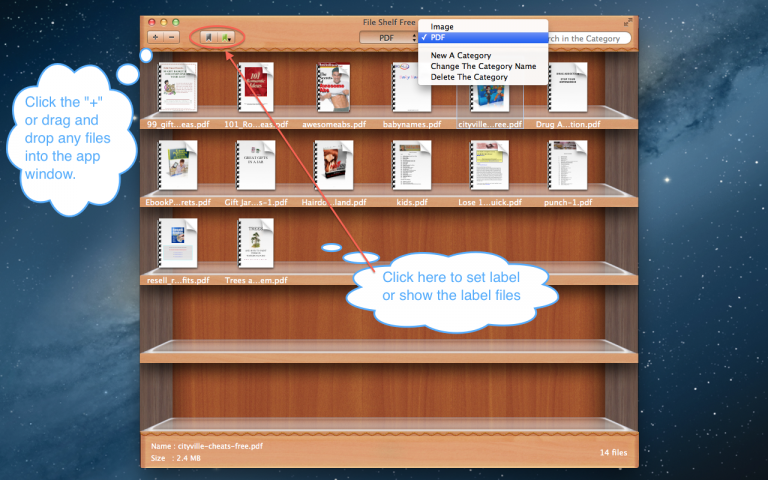 File Shelf Free
Image
✓ PDF
New A Category
Change The Category Name
Delete The Category
+ −
PDF
rch in the Category
Click the "+"
or drag and
drop any files
into the app
window.
101
99_gift...eas.pdf
101_Ro...eas.pdf
awesomeabs.pdf
babynames.pdf
cityville...ree.pdf
Drug A...tion.pdf
GREAT GIFTS
IN A JAR
EbookP...rets.pdf
Gift Jar...s-1.pdf
Hairdo...land.pdf
kids.pdf
Lose 1...uick.pdf
punch-1.pdf
TREES
resell_r...fits.pdf
Trees a...em.pdf
Click here to set label
or show the label files
Name : cityville-cheats-free.pdf
Size : 2.4 MB
14 files